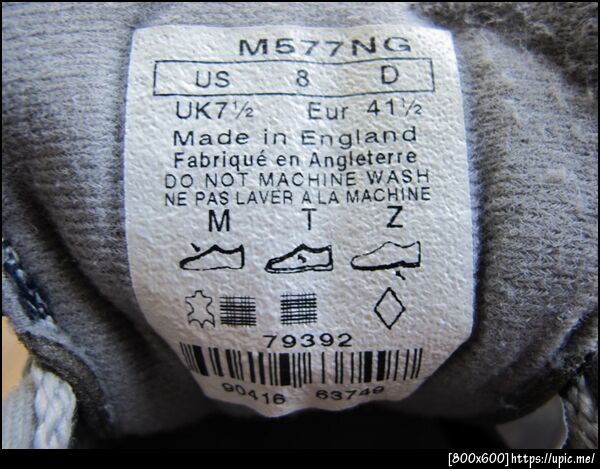 M577NG
US 8 D
UK7½ Eur 41½
Made in England
Fabriqué en Angleterre
DO NOT MACHINE WASH
NE PAS LAVER A LA MACHINE
M T Z
79392
90416 63749
[800x600]https://upic.me/